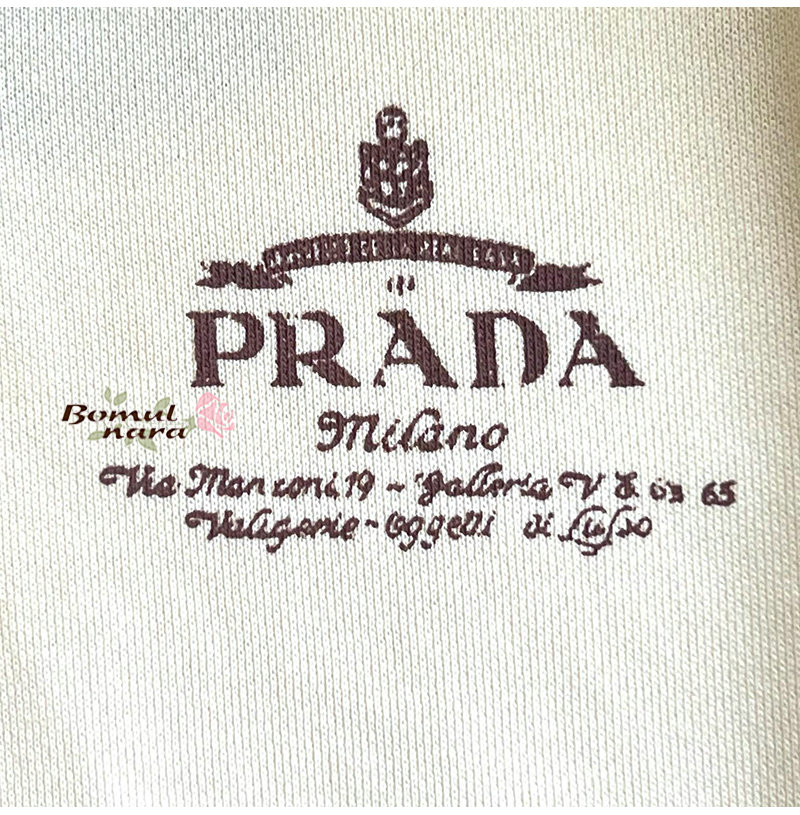 PRADA
Milano
Bomul
nara
Via Manzoni 19 ~ Galleria V & 63 65
Valigerie ~ Oggetti di Lusso